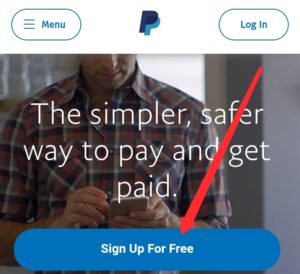 Menu
Log In
The simpler, safer
way to pay and get
paid.
Sign Up For Free